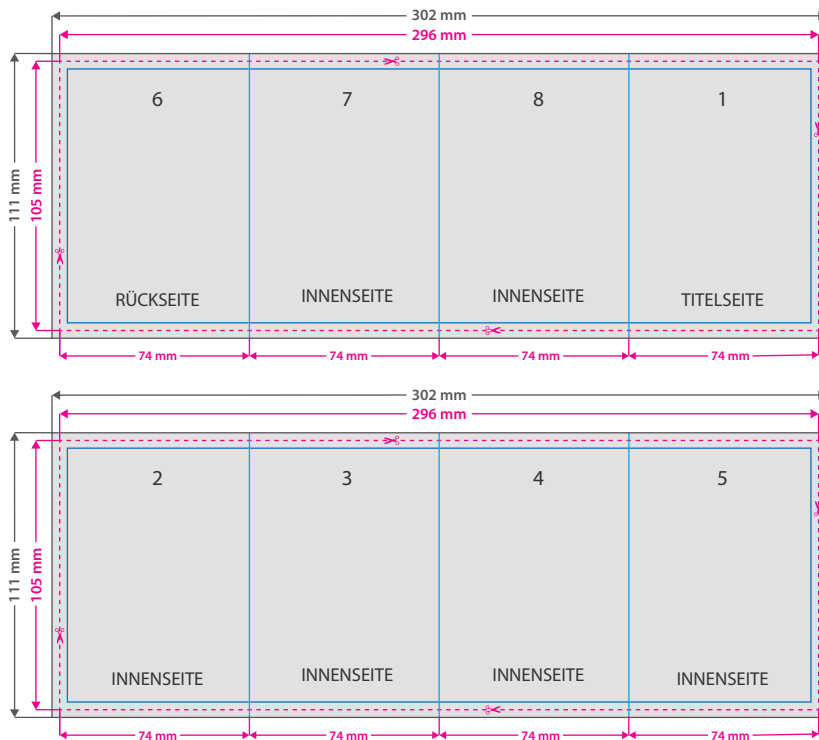 302 mm
296 mm
111 mm
105 mm
6
7
8
1
RÜCKSEITE
INNENSEITE
INNENSEITE
TITELSEITE
74 mm
74 mm
74 mm
74 mm
302 mm
296 mm
111 mm
105 mm
2
3
4
5
INNENSEITE
INNENSEITE
INNENSEITE
INNENSEITE
74 mm
74 mm
74 mm
74 mm